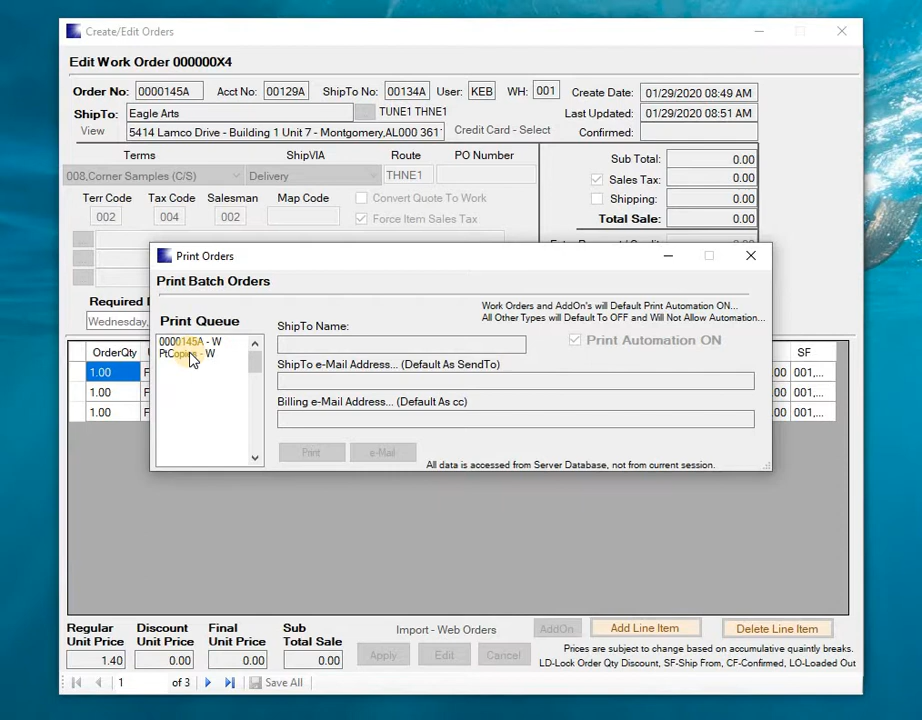 Create/Edit Orders
Edit Work Order 000000X4
Order No: 0000145A Acct No: 00129A ShipTo No: 00134A User: KEB WH: 001 Create Date: 01/29/2020 08:49 AM
ShipTo: Eagle Arts TUNE1 THNE1 Last Updated: 01/29/2020 08:51 AM
View 5414 Lamco Drive - Building 1 Unit 7 - Montgomery,AL000 361 Credit Card - Select Confirmed:
Terms ShipVIA Route PO Number Sub Total: 0.00
008,Corner Samples (C/S) Delivery THNE1 Sales Tax: 0.00
Terr Code Tax Code Salesman Map Code Convert Quote To Work Shipping: 0.00
002 004 002 Force Item Sales Tax Total Sale: 0.00
Print Orders
Print Batch Orders
Required D
Wednesday,
Print Queue
0000145A - W
PtCopies - W
Work Orders and AddOn's will Default Print Automation ON...
All Other Types will Default To OFF and Will Not Allow Automation...
ShipTo Name:
Print Automation ON
ShipTo e-Mail Address... (Default As SendTo)
Billing e-Mail Address... (Default As cc)
Print e-Mail
All data is accessed from Server Database, not from current session.
OrderQty SF
1.00 F 00 001,...
1.00 F 00 001,...
1.00 F 00 001,...
Regular Unit Price Discount Unit Price Final Unit Price Sub Total Sale Import - Web Orders AddOn Add Line Item Delete Line Item
1.40 0.00 0.00 0.00 Apply Edit Cancel
Prices are subject to change based on accumulative quaintly breaks.
LD-Look Order Qty Discount, SF-Ship From, CF-Confirmed, LO-Loaded Out
1 of 3 Save All